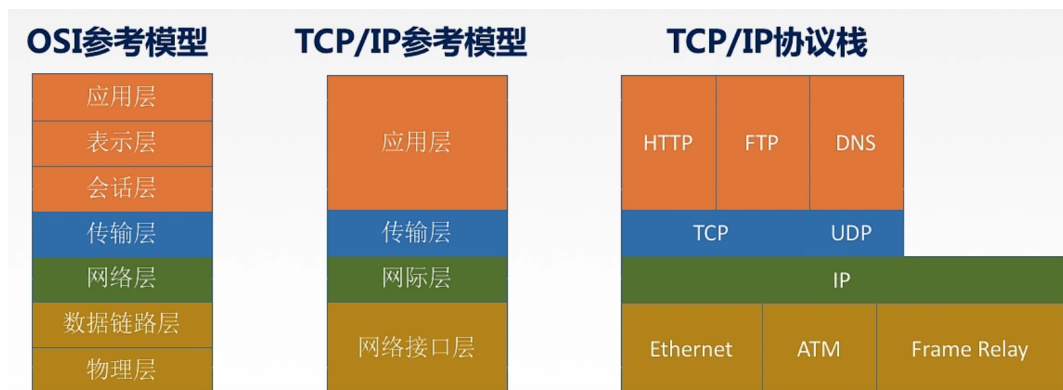 OSI参考模型
应用层
表示层
会话层
传输层
网络层
数据链路层
物理层
TCP/IP参考模型
应用层
传输层
网际层
网络接口层
TCP/IP协议栈
HTTP FTP DNS
TCP UDP
IP
Ethernet ATM Frame Relay